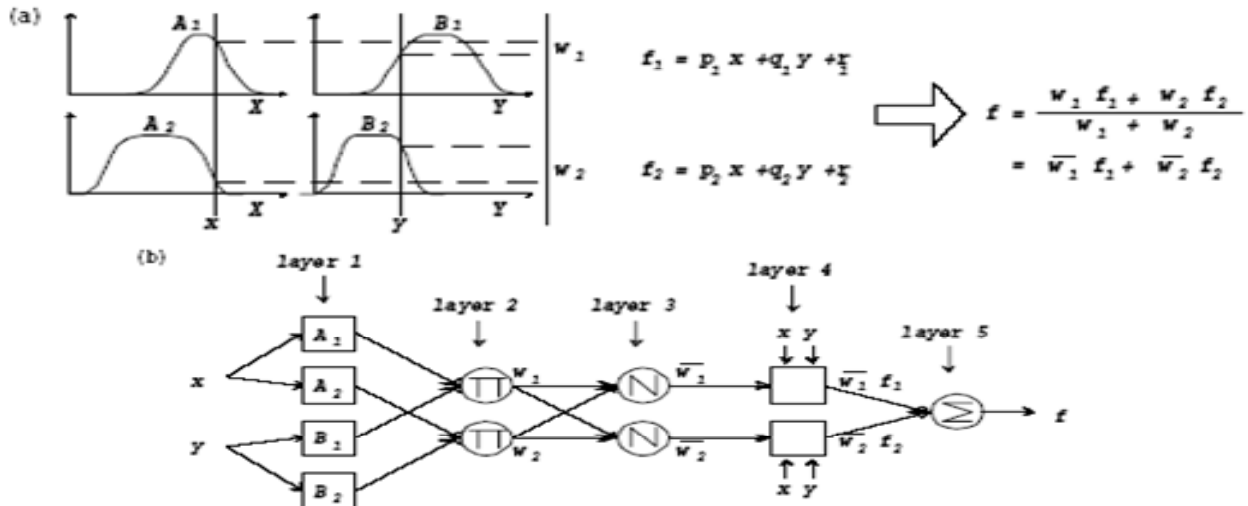 (a)
A₁
B₁
w₁
X
Y
f₁ = p₁ x +q₁ y +r₁
A₂
B₂
w₂
X
Y
x
y
f₂ = p₂ x +q₂ y +r₂
f = w₁ f₁ + w₂ f₂
w₁ + w₂
= w̅₁ f₁ + w̅₂ f₂
(b)
layer 1
layer 2
layer 3
layer 4
layer 5
x y
x
y
A₁
A₂
B₁
B₂
Π
Π
w₁
w₂
N
N
w̅₁
w̅₂
w̅₁ f₁
w̅₂ f₂
x y
Σ
f